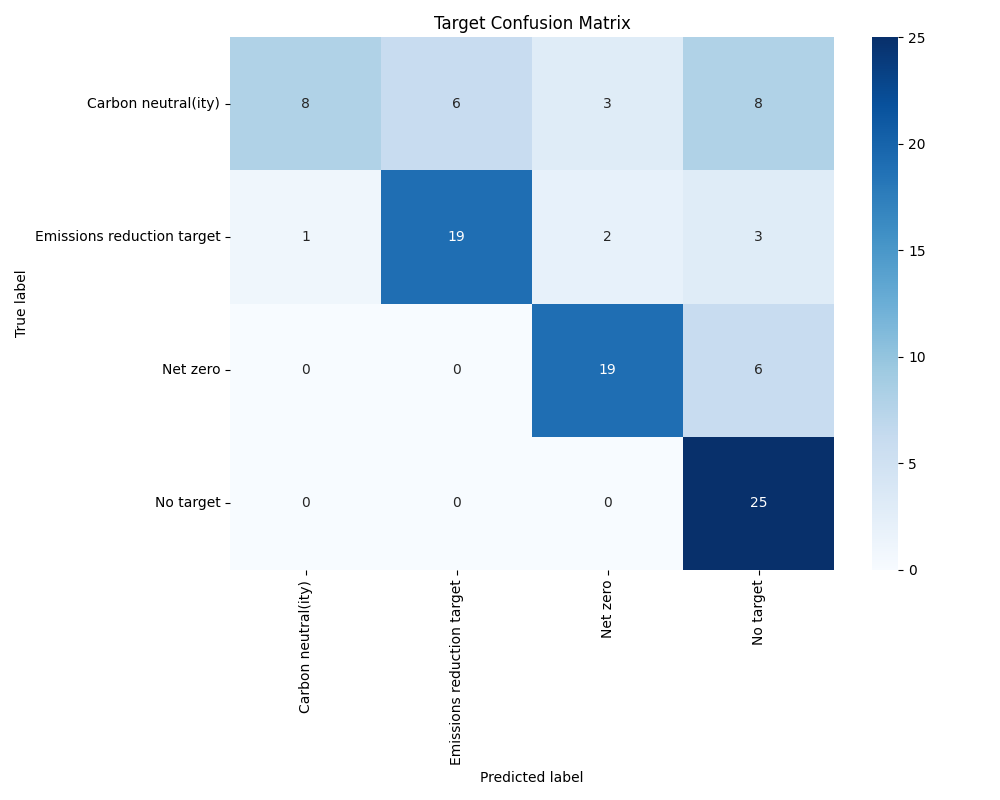 Target Confusion Matrix
True label
Carbon neutral(ity)
8 6 3 8
Emissions reduction target
1 19 2 3
Net zero
0 0 19 6
No target
0 0 0 25
Carbon neutral(ity)
Emissions reduction target
Net zero
No target
Predicted label
25
20
15
10
5
0